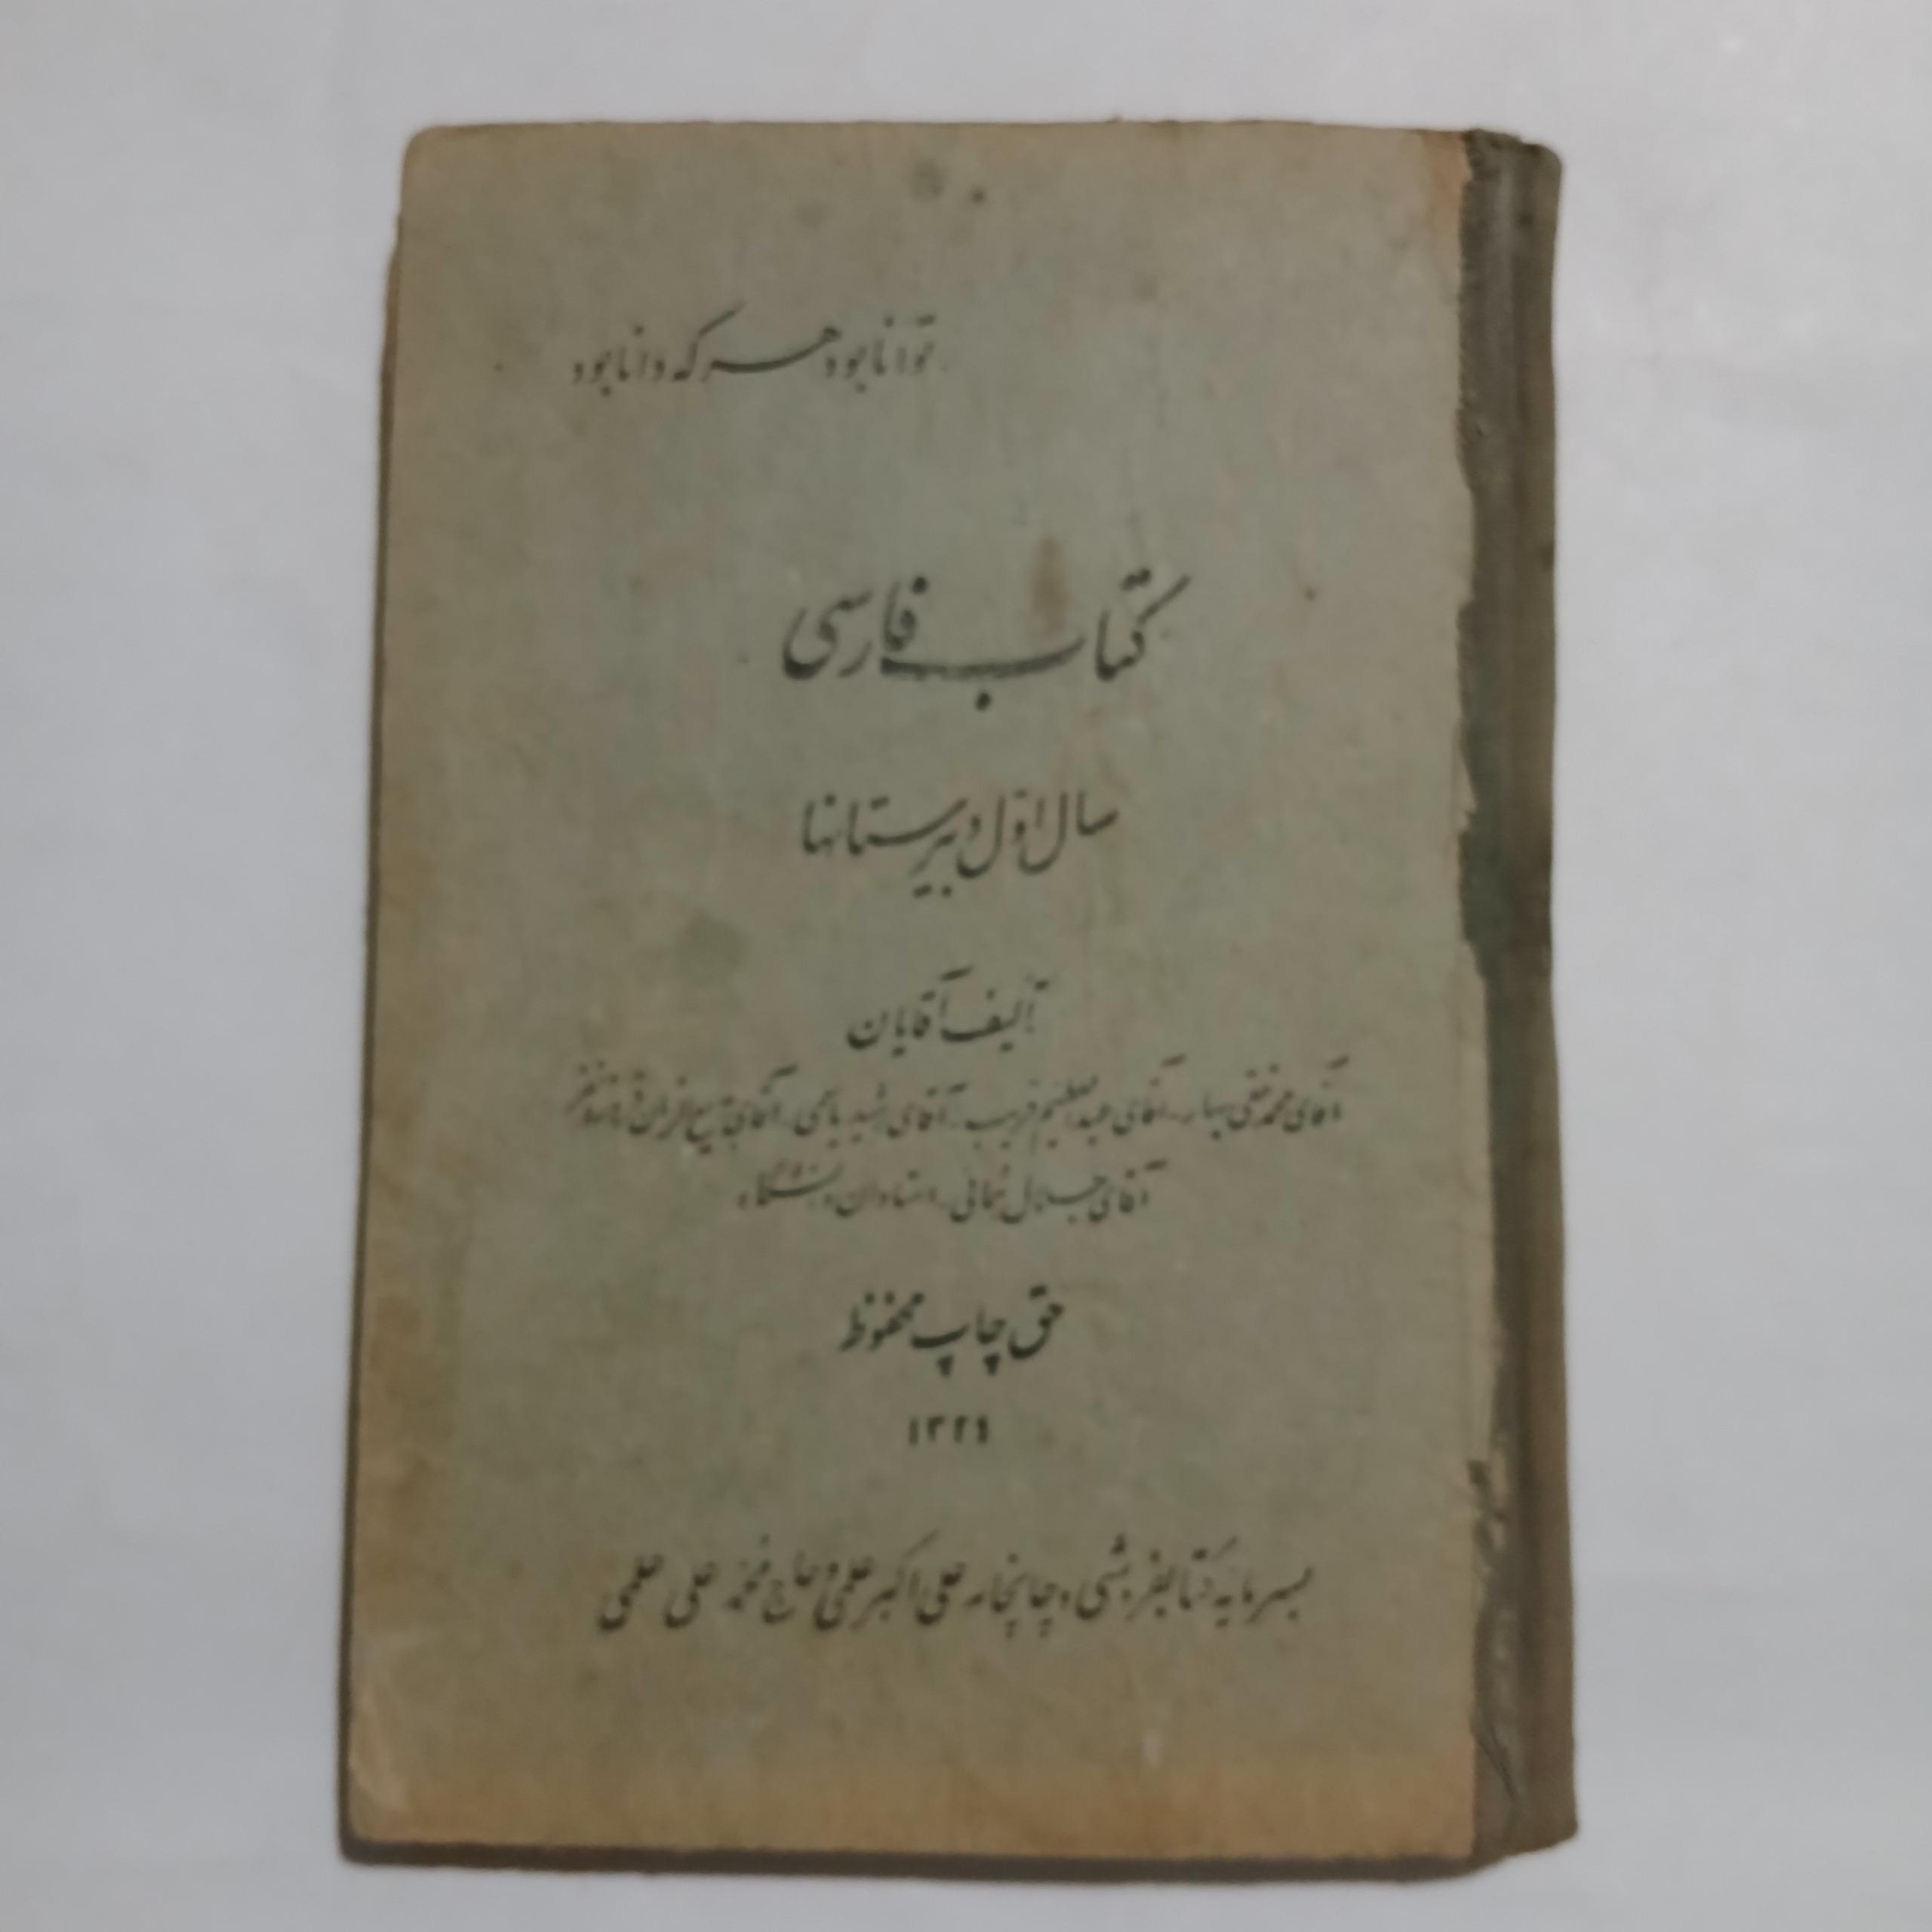 توانا بود هر که دانا بود
کتاب فارسی
سال اول دبیرستانها
تألیف آقایان
آقای محمد تقی بهار - آقای عبدالعظیم قریب - آقای رشید یاسمی - آقای بدیع الزمان فروزانفر
آقای جلال همائی - استادان دانشگاه
حق چاپ محفوظ
۱۳۲۹
بسرمایه کتابفروشی و چاپخانه علی اکبر علمی و حاج محمد علی علمی